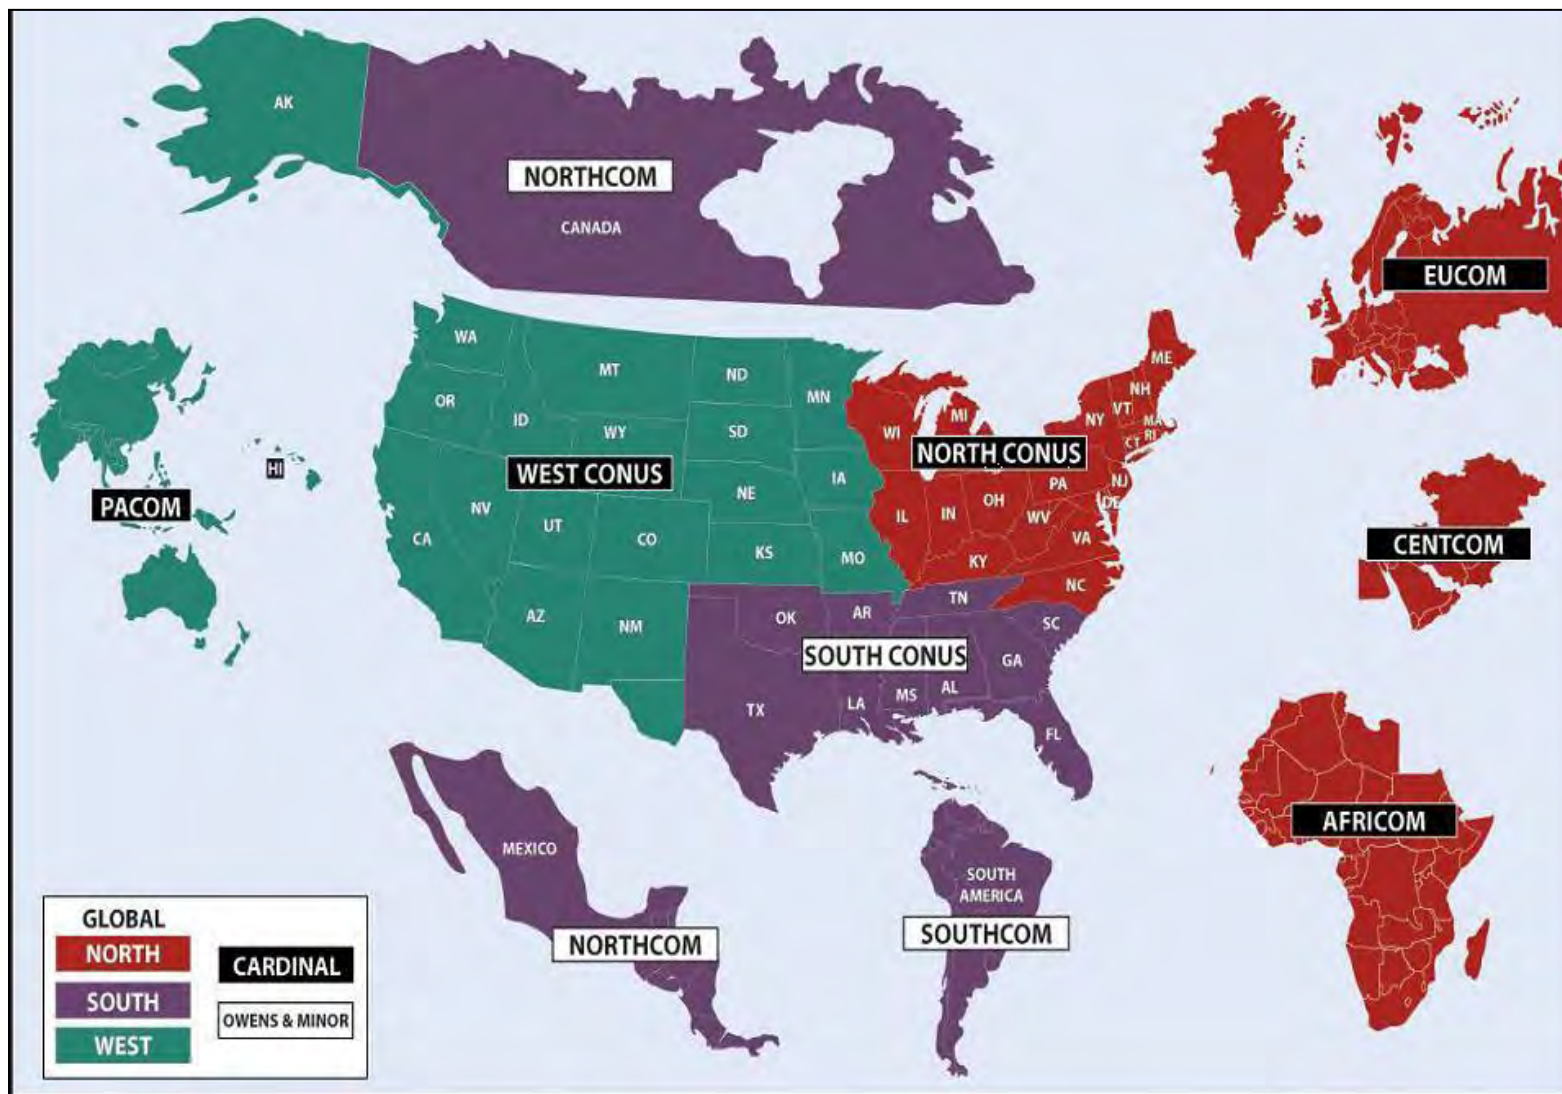 AK
NORTHCOM
CANADA
EUCOM
WA
MT
ND
MN
OR
ID
WY
SD
WI
MI
ME
NH
VT
NY
MA
RI
CT
HI
PACOM
WEST CONUS
NORTH CONUS
NE
IA
NV
UT
CO
CA
KS
MO
IL
IN
OH
PA
NJ
DE
WV
VA
KY
CENTCOM
AZ
NM
OK
AR
TN
NC
SC
SOUTH CONUS
GA
TX
LA
MS
AL
FL
MEXICO
NORTHCOM
SOUTH
AMERICA
SOUTHCOM
AFRICOM
GLOBAL
NORTH
SOUTH
WEST
CARDINAL
OWENS & MINOR